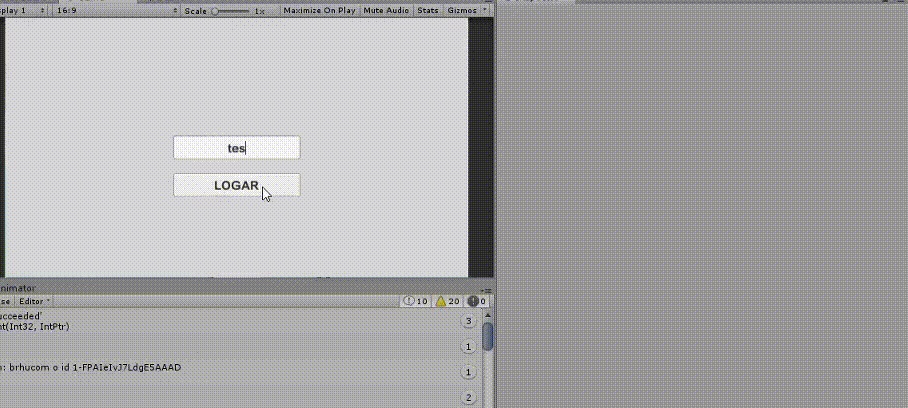 play 1 16:9 Scale 1x Maximize On Play Mute Audio Stats Gizmos
tes
LOGAR
nimator
se Editor 10 20 0
ucceeded'
nt(Int32, IntPtr)
3
1
o: brhucom o id 1-FPAIeIvJ7LdgE5AAAD
1
2